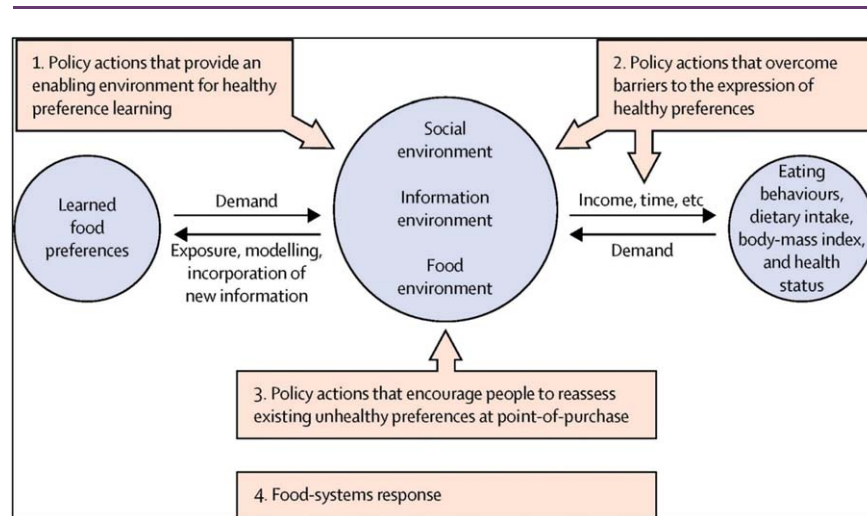 1. Policy actions that provide an
enabling environment for healthy
preference learning
2. Policy actions that overcome
barriers to the expression of
healthy preferences
Social
environment
Information
environment
Food
environment
Learned
food
preferences
Demand
Exposure, modelling,
incorporation of
new information
Income, time, etc
Demand
Eating
behaviours,
dietary intake,
body-mass index,
and health
status
3. Policy actions that encourage people to reassess
existing unhealthy preferences at point-of-purchase
4. Food-systems response